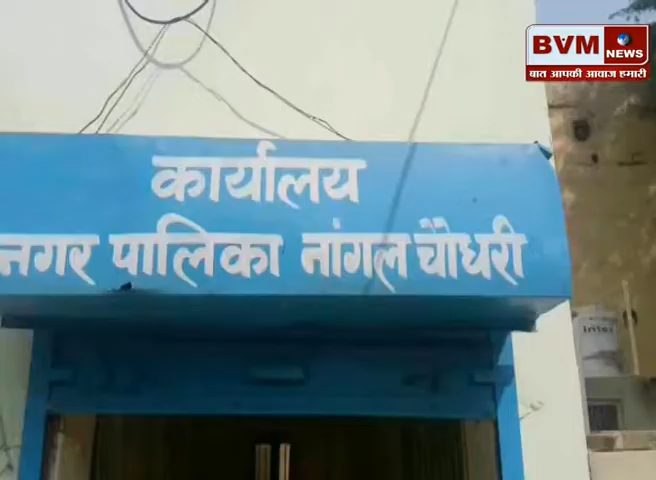 BVM NEWS
बात आपकी आवाज हमारी
कार्यालय
नगर पालिका नांगल चौधरी